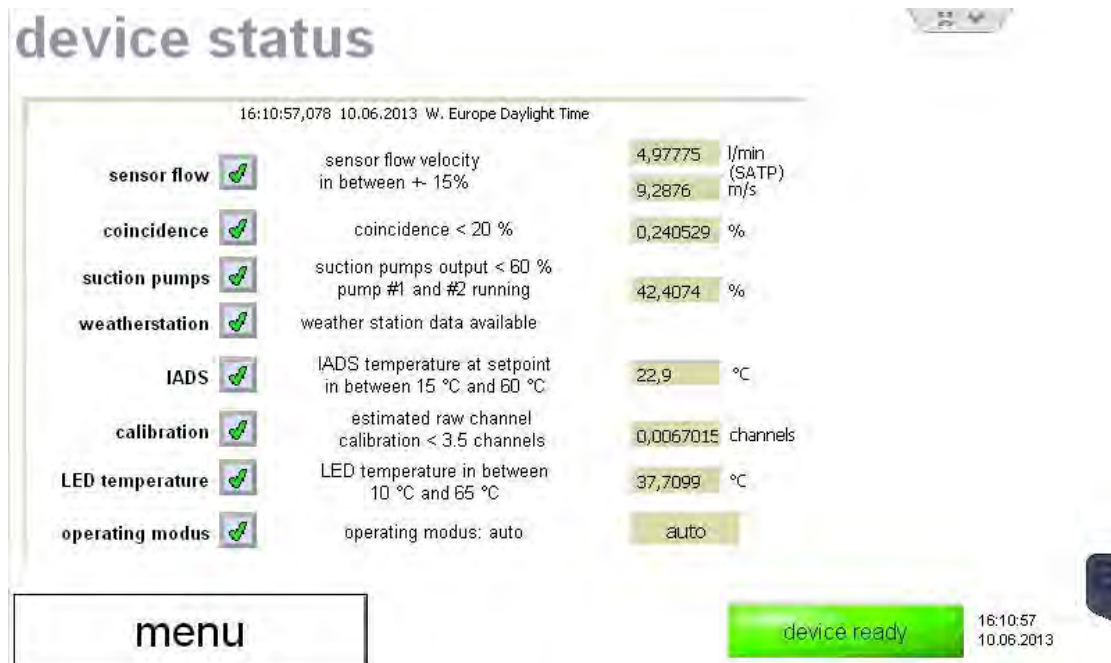 device status
16:10:57,078 10.06.2013 W. Europe Daylight Time
sensor flow
sensor flow velocity
in between +- 15%
4,97775 l/min
(SATP)
9,2876 m/s
coincidence
coincidence < 20 %
0,240529 %
suction pumps
suction pumps output < 60 %
pump #1 and #2 running
42,4074 %
weatherstation
weather station data available
IADS
IADS temperature at setpoint
in between 15 °C and 60 °C
22,9 °C
calibration
estimated raw channel
calibration < 3.5 channels
0,0067015 channels
LED temperature
LED temperature in between
10 °C and 65 °C
37,7099 °C
operating modus
operating modus: auto
auto
menu
device ready
16:10:57
10.06.2013